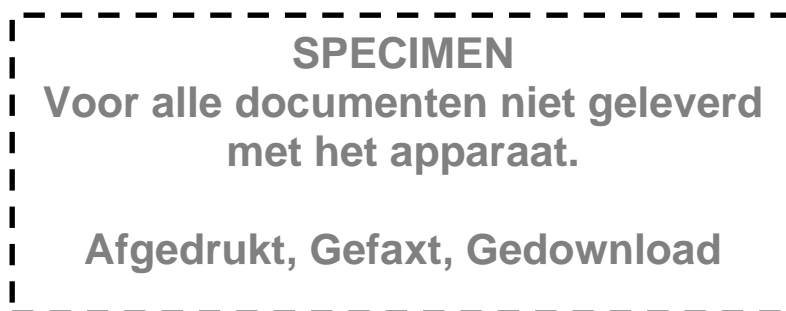 SPECIMEN
Voor alle documenten niet geleverd
met het apparaat.
Afgedrukt, Gefaxt, Gedownload